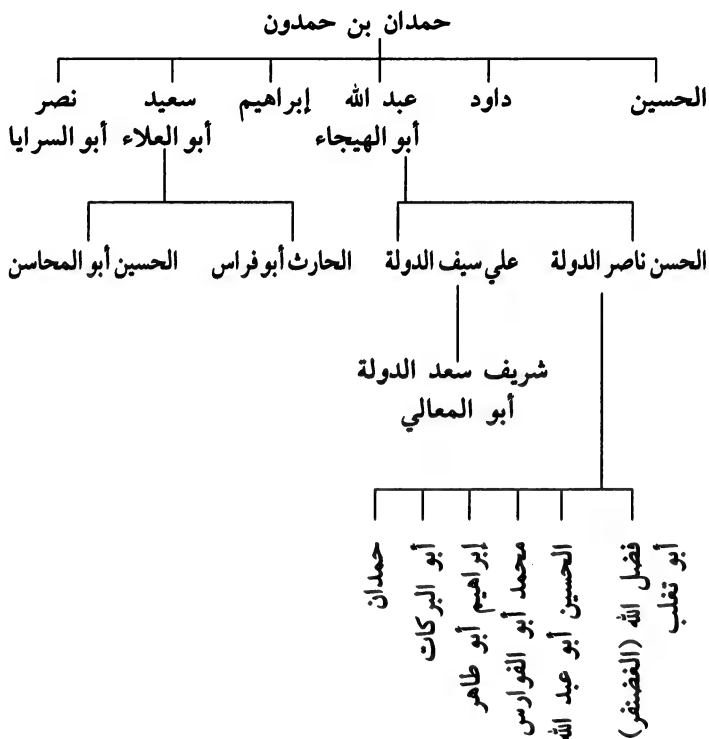 حمدان بن حمدون
الحسين داود عبد الله إبراهيم سعيد نصر
أبو الهيجاء أبو العلاء أبو السرايا
الحسن ناصر الدولة علي سيف الدولة الحارث أبو فراس الحسين أبو المحاسن
شريف سعد الدولة
أبو المعالي
أبو تغلب
فضل الله (الغضنفر)
الحسين أبو عبد الله
محمد أبو الفوارس
إبراهيم أبو طاهر
أبو البركات
حمدان